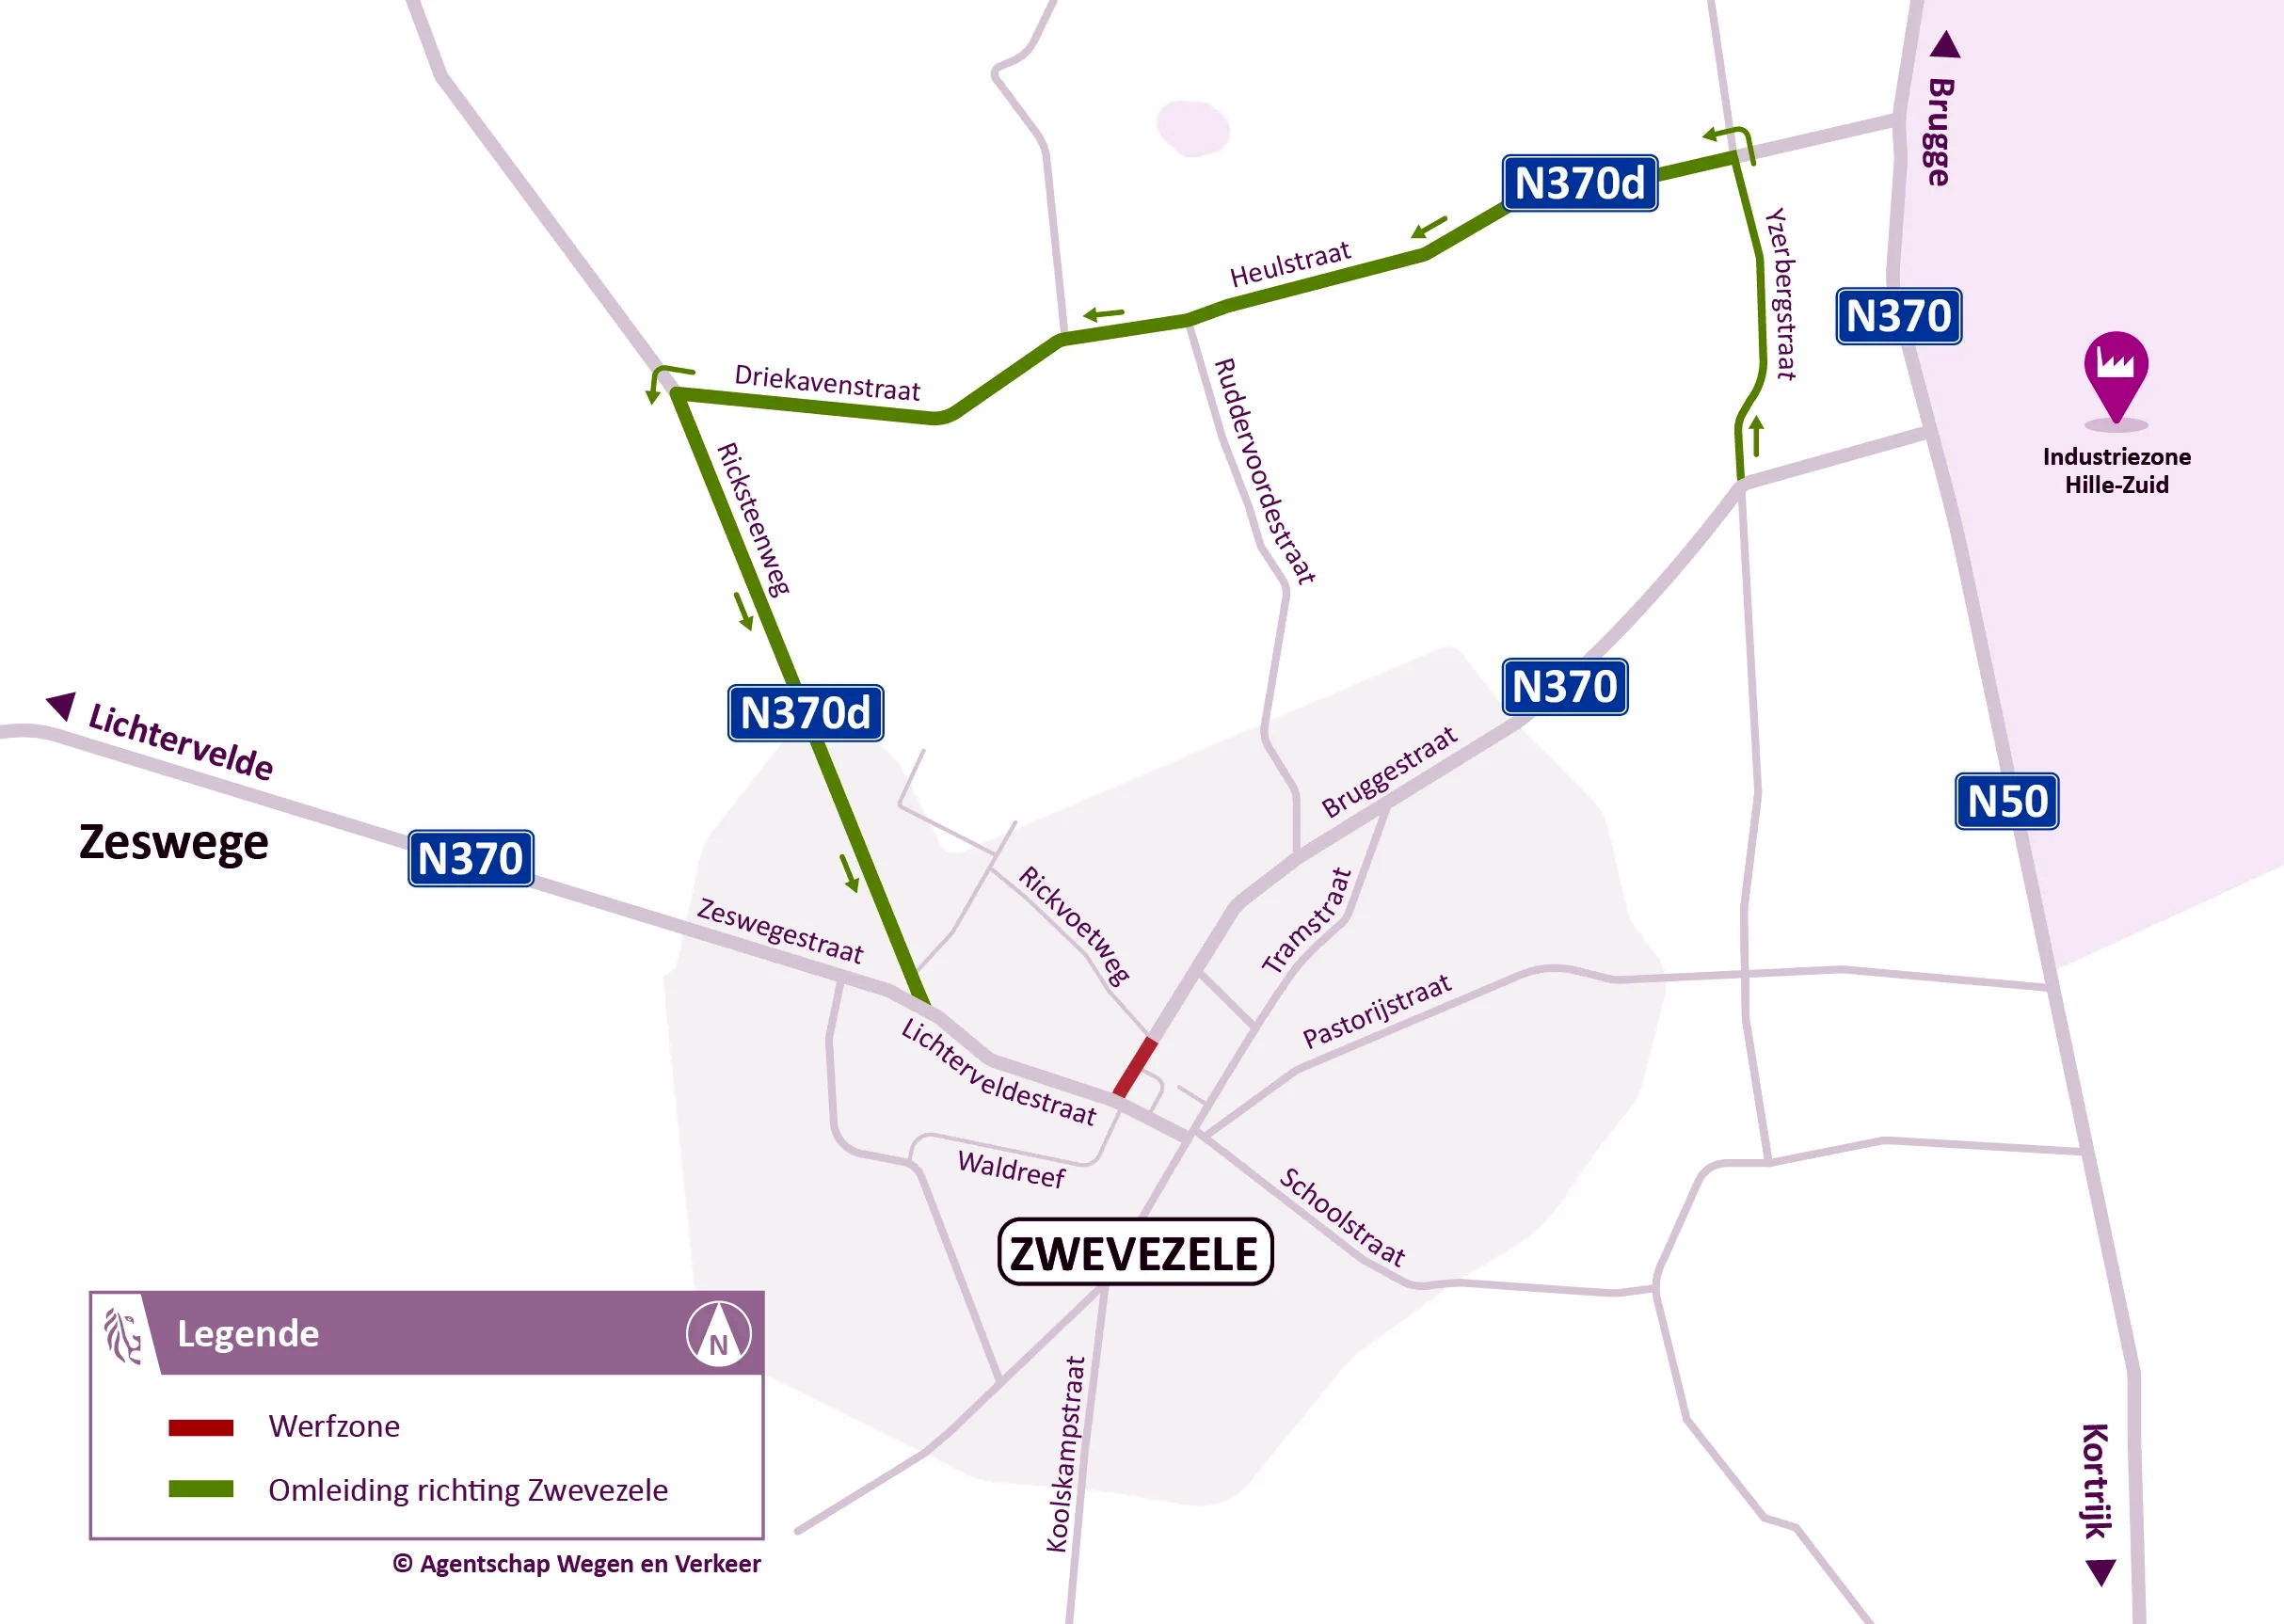 Brugge
N370d
Yzerbergstraat
Heulstraat
N370
Driekavenstraat
Ruddervoordestraat
Ricksteenweg
Industriezone
Hille-Zuid
N370
N370d
Lichtervelde
Bruggestraat
N50
Zeswege
N370
Rickvoetweg
Tramstraat
Zeswegestraat
Pastorijstraat
Lichterveldestraat
Waldreef
Schoolstraat
ZWEVEZELE
Koolskampstraat
Kortrijk
Legende
N
Werfzone
Omleiding richting Zwevezele
© Agentschap Wegen en Verkeer